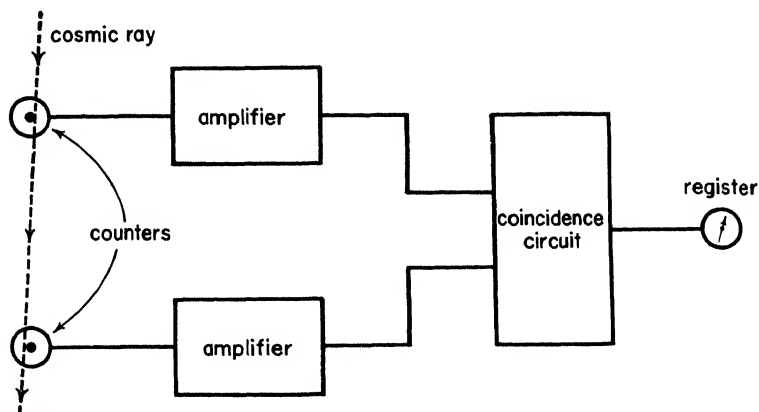 cosmic ray
amplifier
register
coincidence
circuit
counters
amplifier